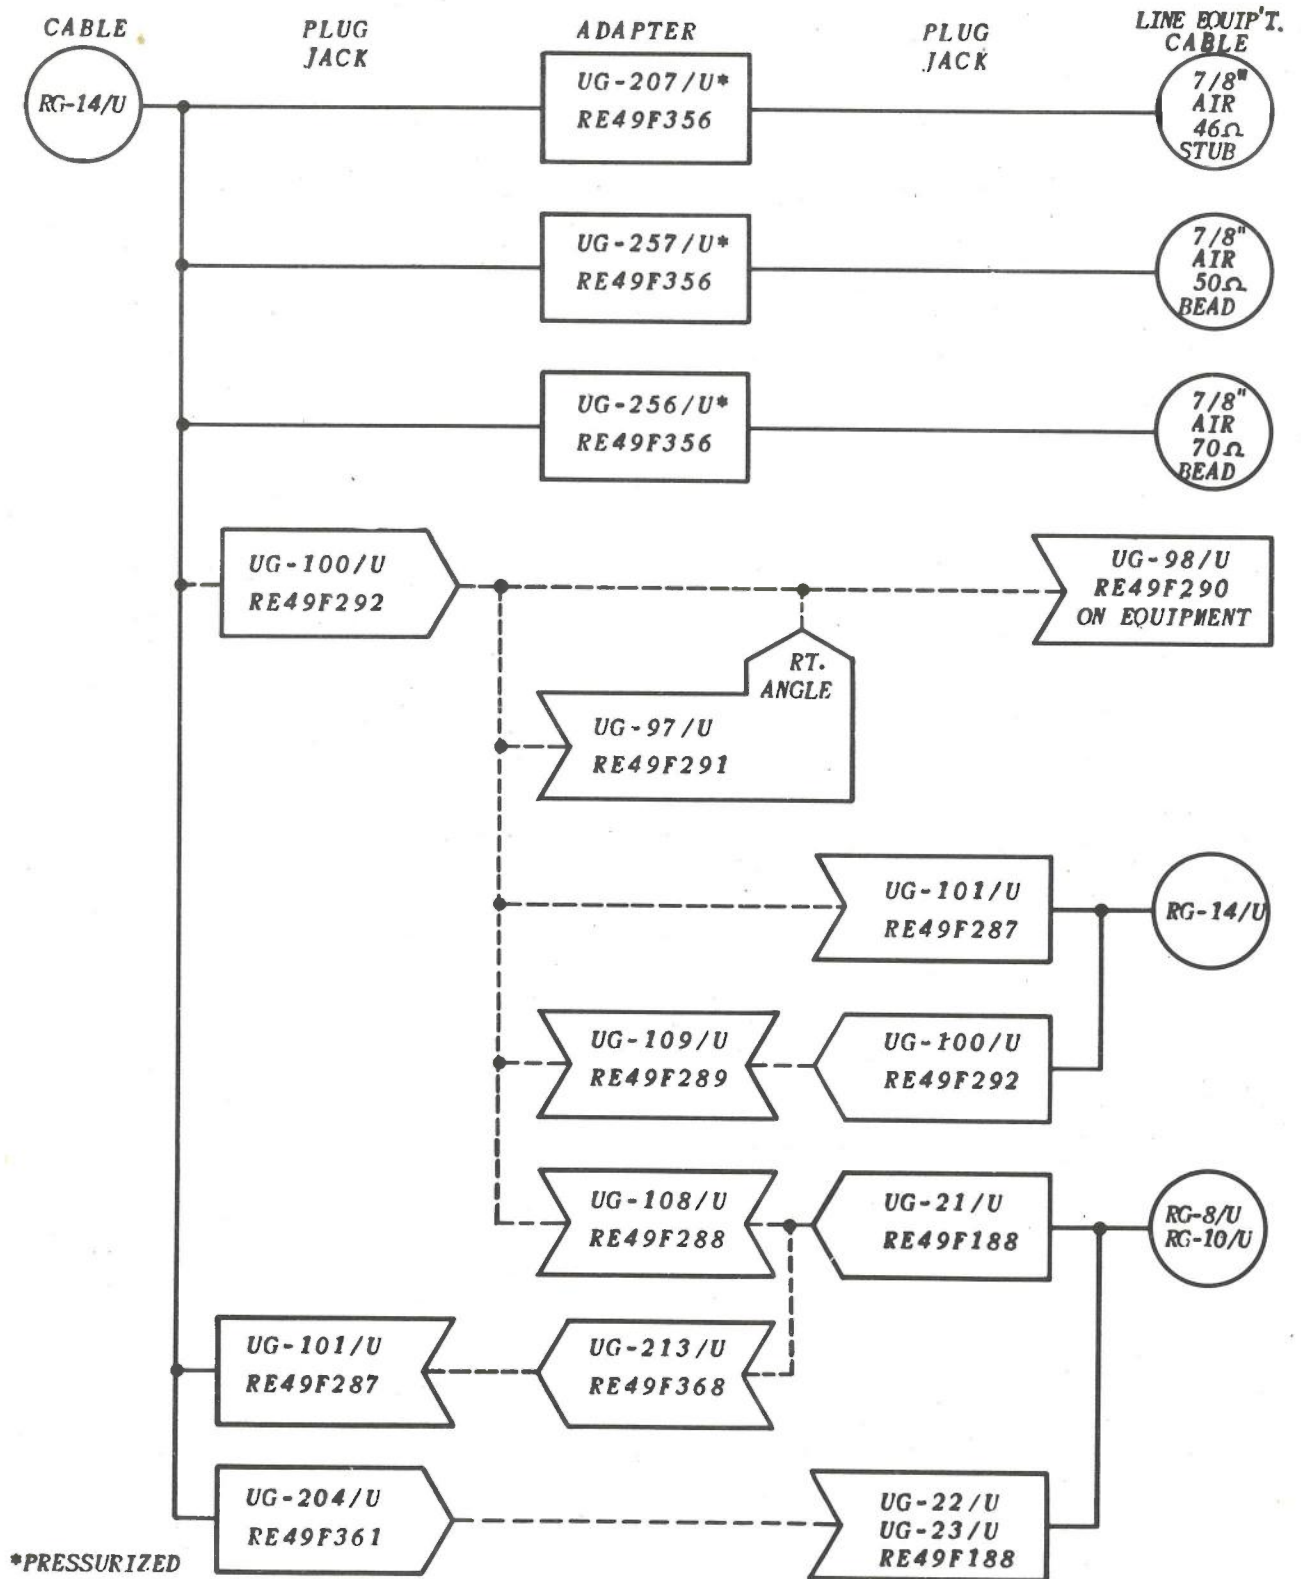 CABLE
PLUG
JACK
ADAPTER
PLUG
JACK
LINE EQUIP'T.
CABLE
RG-14/U
UG-207/U*
RE49F356
7/8"
AIR
46Ω
STUB
UG-257/U*
RE49F356
7/8"
AIR
50Ω
BEAD
UG-256/U*
RE49F356
7/8"
AIR
70Ω
BEAD
UG-100/U
RE49F292
UG-98/U
RE49F290
ON EQUIPMENT
RT.
ANGLE
UG-97/U
RE49F291
UG-101/U
RE49F287
RG-14/U
UG-109/U
RE49F289
UG-100/U
RE49F292
UG-108/U
RE49F288
UG-21/U
RE49F188
RG-8/U
RG-10/U
UG-101/U
RE49F287
UG-213/U
RE49F368
UG-204/U
RE49F361
UG-22/U
UG-23/U
RE49F188
*PRESSURIZED